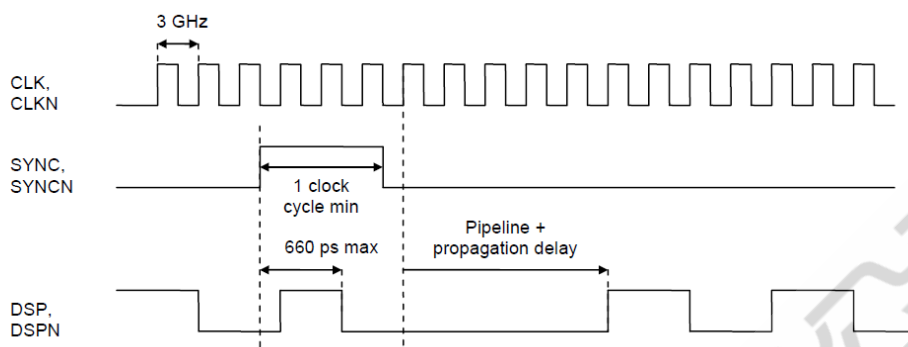 3 GHz
CLK,
CLKN
SYNC,
SYNCN
1 clock
cycle min
Pipeline +
propagation delay
660 ps max
DSP,
DSPN